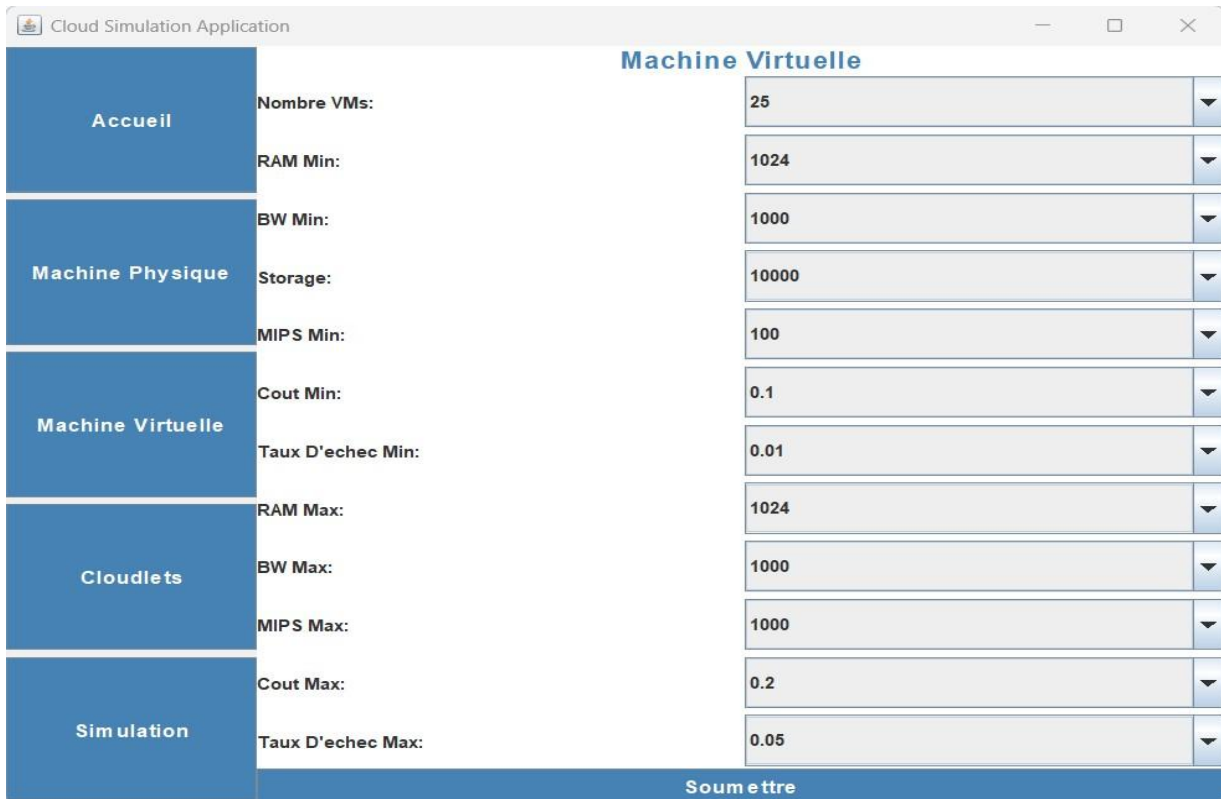 Cloud Simulation Application
Machine Virtuelle
Accueil
Machine Physique
Machine Virtuelle
Cloudlets
Simulation
Nombre VMs: 25
RAM Min: 1024
BW Min: 1000
Storage: 10000
MIPS Min: 100
Cout Min: 0.1
Taux D'echec Min: 0.01
RAM Max: 1024
BW Max: 1000
MIPS Max: 1000
Cout Max: 0.2
Taux D'echec Max: 0.05
Soumettre